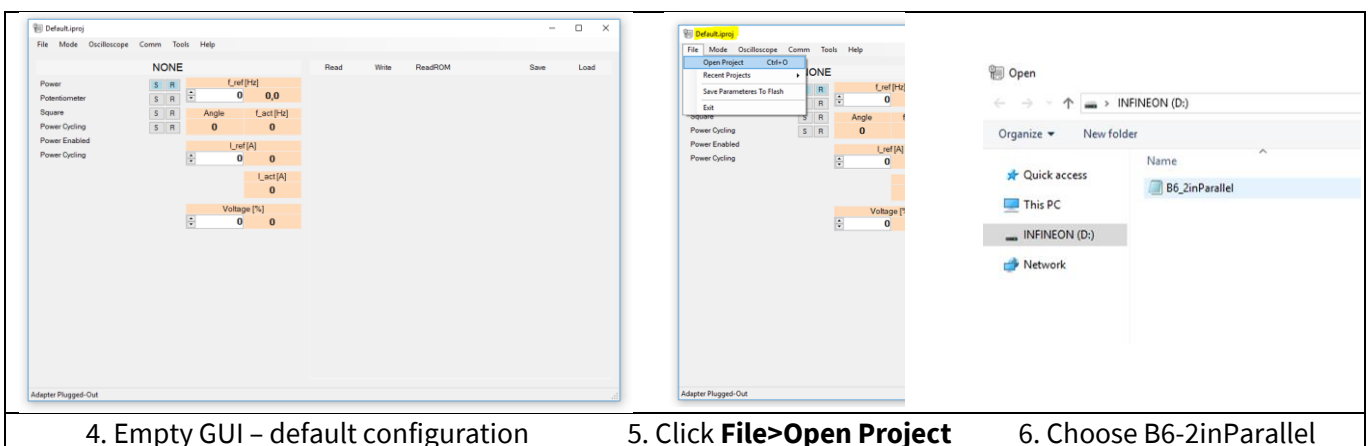 Default.iproj
File Mode Oscilloscope Comm Tools Help
NONE
Read Write ReadROM Save Load
Power S R
Potentiometer S R
Square S R
Power Cycling S R
Power Enabled
Power Cycling
f_ref [Hz]
0 0,0
Angle f_act [Hz]
0 0
I_ref [A]
0 0
I_act [A]
0
Voltage [%]
0 0
Adapter Plugged-Out
4. Empty GUI – default configuration
Default.iproj
File Mode Oscilloscope Comm Tools Help
Open Project Ctrl+O
Recent Projects
Save Parameteres To Flash
Exit
R
R
S R
Power Cycling S R
Power Enabled
Power Cycling
f_ref [Hz
0
Angle
0
I_ref [A]
0
Voltage [
0
Adapter Plugged-Out
5. Click File>Open Project
Open
INFINEON (D:)
Organize New folder
Name
Quick access
This PC
INFINEON (D:)
Network
B6_2inParallel
6. Choose B6-2inParallel